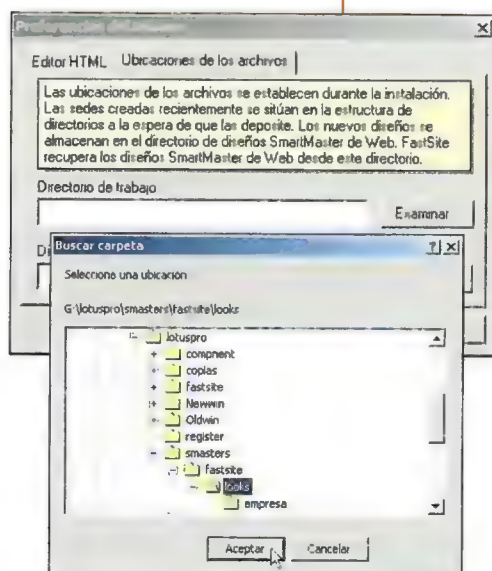 Editor HTML Ubicaciones de los archivos
Las ubicaciones de los archivos se establecen durante la instalación.
Las sedes creadas recientemente se sitúan en la estructura de
directorios a la espera de que las deposite. Los nuevos diseños se
almacenan en el directorio de diseños SmartMaster de Web. FastSite
recupera los diseños SmartMaster de Web desde este directorio.
Directorio de trabajo
Examinar
Di
Buscar carpeta
Seleccione una ubicación
G:\lotuspro\smasters\fastsite\looks
lotuspro
compnent
copias
fastsite
Newwin
Oldwin
register
smasters
fastsite
looks
empresa
Aceptar
Cancelar